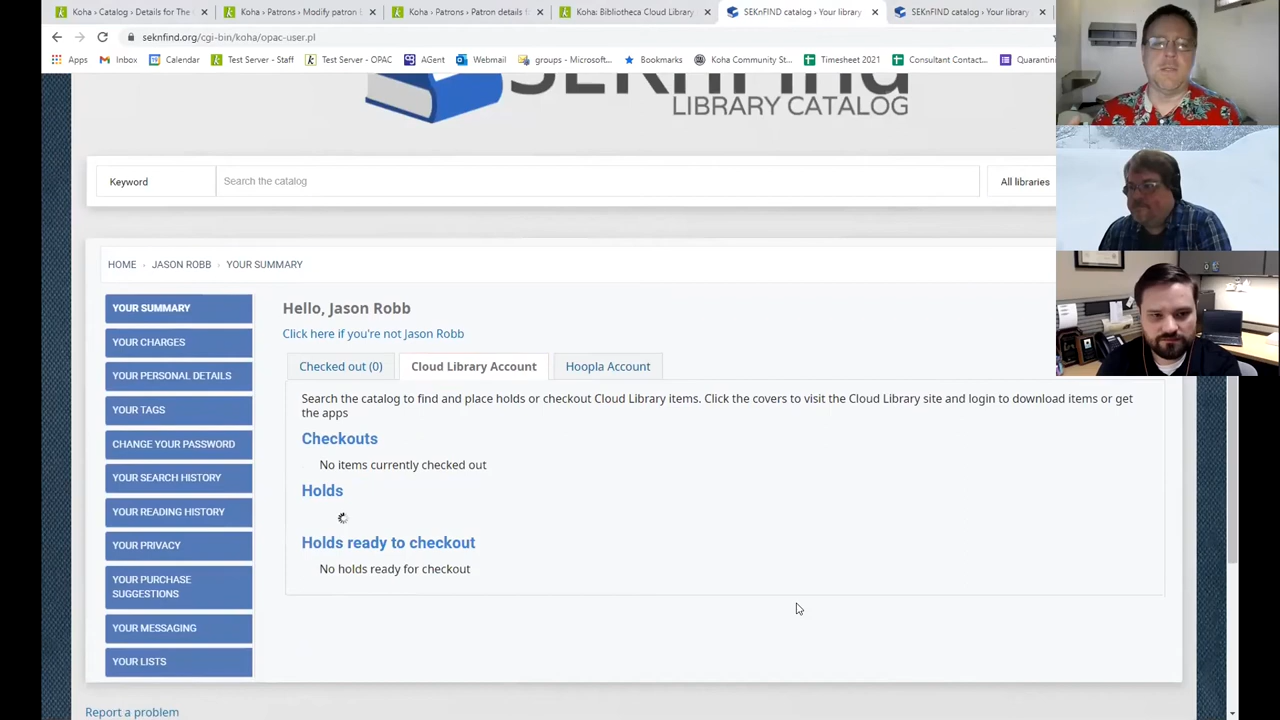 Koha › Catalog › Details for The
Koha › Patrons › Modify patron
Koha › Patrons › Patron details f
Koha: Bibliotheca Cloud Library
SEKnFIND catalog › Your library
SEKnFIND catalog › Your library
seknfind.org/cgi-bin/koha/opac-user.pl
Apps
Inbox
Calendar
Test Server - Staff
Test Server - OPAC
AGent
Webmail
groups - Microsoft...
Bookmarks
Koha Community St...
Timesheet 2021
Consultant Contact...
Quarantin
SEKnFIND
LIBRARY CATALOG
Keyword
Search the catalog
All libraries
HOME
JASON ROBB
YOUR SUMMARY
YOUR SUMMARY
YOUR CHARGES
YOUR PERSONAL DETAILS
YOUR TAGS
CHANGE YOUR PASSWORD
YOUR SEARCH HISTORY
YOUR READING HISTORY
YOUR PRIVACY
YOUR PURCHASE
SUGGESTIONS
YOUR MESSAGING
YOUR LISTS
Hello, Jason Robb
Click here if you're not Jason Robb
Checked out (0)
Cloud Library Account
Hoopla Account
Search the catalog to find and place holds or checkout Cloud Library items. Click the covers to visit the Cloud Library site and login to download items or get
the apps
Checkouts
No items currently checked out
Holds
Holds ready to checkout
No holds ready for checkout
Report a problem